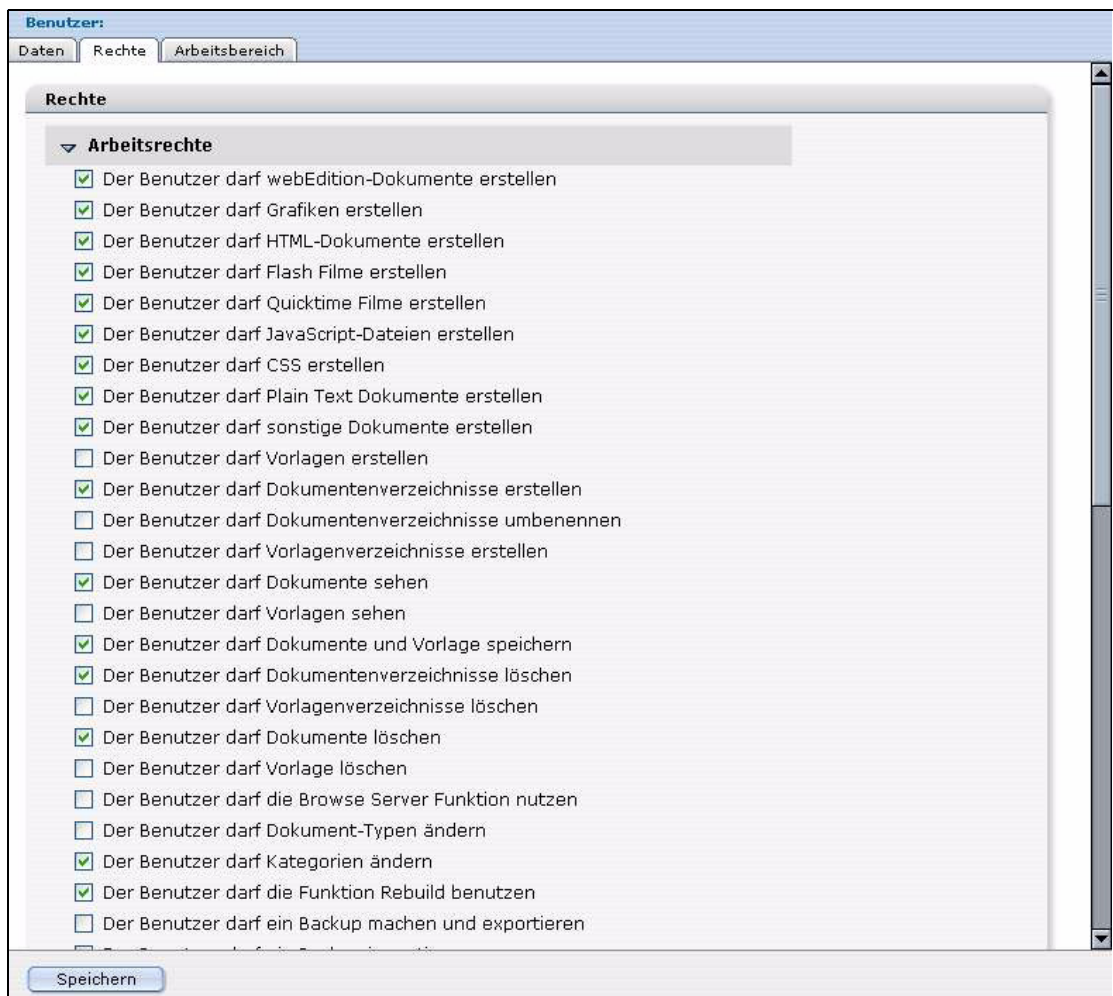 Benutzer:
Daten Rechte Arbeitsbereich
Rechte
Arbeitsrechte
Der Benutzer darf webEdition-Dokumente erstellen
Der Benutzer darf Grafiken erstellen
Der Benutzer darf HTML-Dokumente erstellen
Der Benutzer darf Flash Filme erstellen
Der Benutzer darf Quicktime Filme erstellen
Der Benutzer darf JavaScript-Dateien erstellen
Der Benutzer darf CSS erstellen
Der Benutzer darf Plain Text Dokumente erstellen
Der Benutzer darf sonstige Dokumente erstellen
Der Benutzer darf Vorlagen erstellen
Der Benutzer darf Dokumentenverzeichnisse erstellen
Der Benutzer darf Dokumentenverzeichnisse umbenennen
Der Benutzer darf Vorlagenverzeichnisse erstellen
Der Benutzer darf Dokumente sehen
Der Benutzer darf Vorlagen sehen
Der Benutzer darf Dokumente und Vorlage speichern
Der Benutzer darf Dokumentenverzeichnisse löschen
Der Benutzer darf Vorlagenverzeichnisse löschen
Der Benutzer darf Dokumente löschen
Der Benutzer darf Vorlage löschen
Der Benutzer darf die Browse Server Funktion nutzen
Der Benutzer darf Dokument-Typen ändern
Der Benutzer darf Kategorien ändern
Der Benutzer darf die Funktion Rebuild benutzen
Der Benutzer darf ein Backup machen und exportieren
Speichern